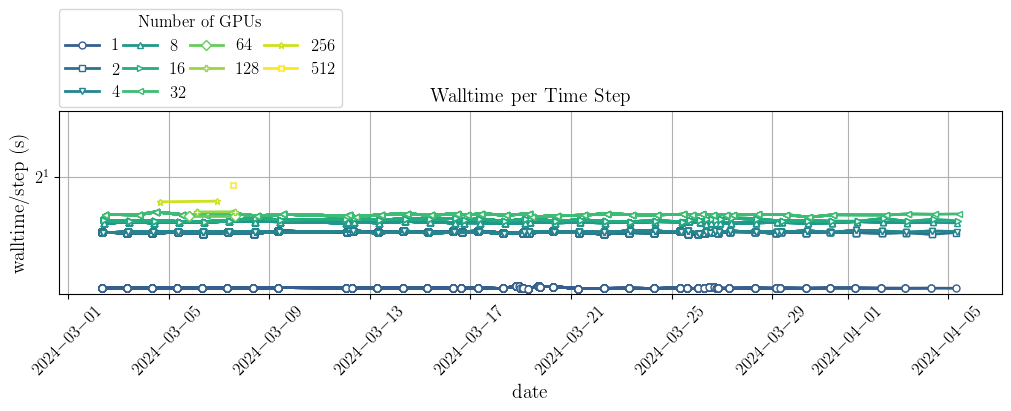 Number of GPUs
1 8 64 256
2 16 128 512
4 32
Walltime per Time Step
walltime/step (s)
2^1
2024−03−01 2024−03−05 2024−03−09 2024−03−13 2024−03−17 2024−03−21 2024−03−25 2024−03−29 2024−04−01 2024−04−05
date